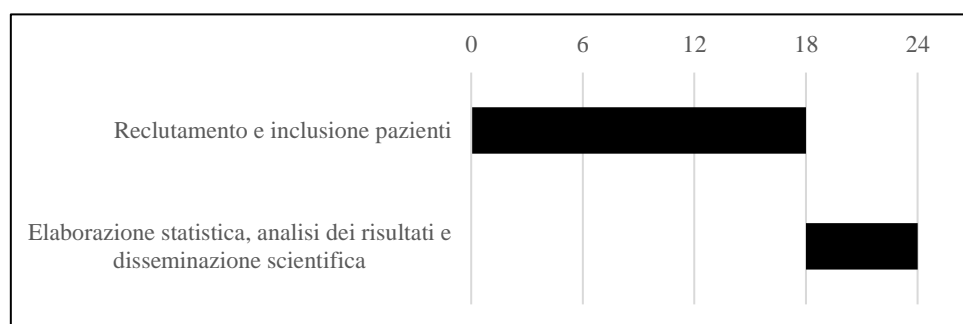 0 6 12 18 24
Reclutamento e inclusione pazienti
Elaborazione statistica, analisi dei risultati e
disseminazione scientifica